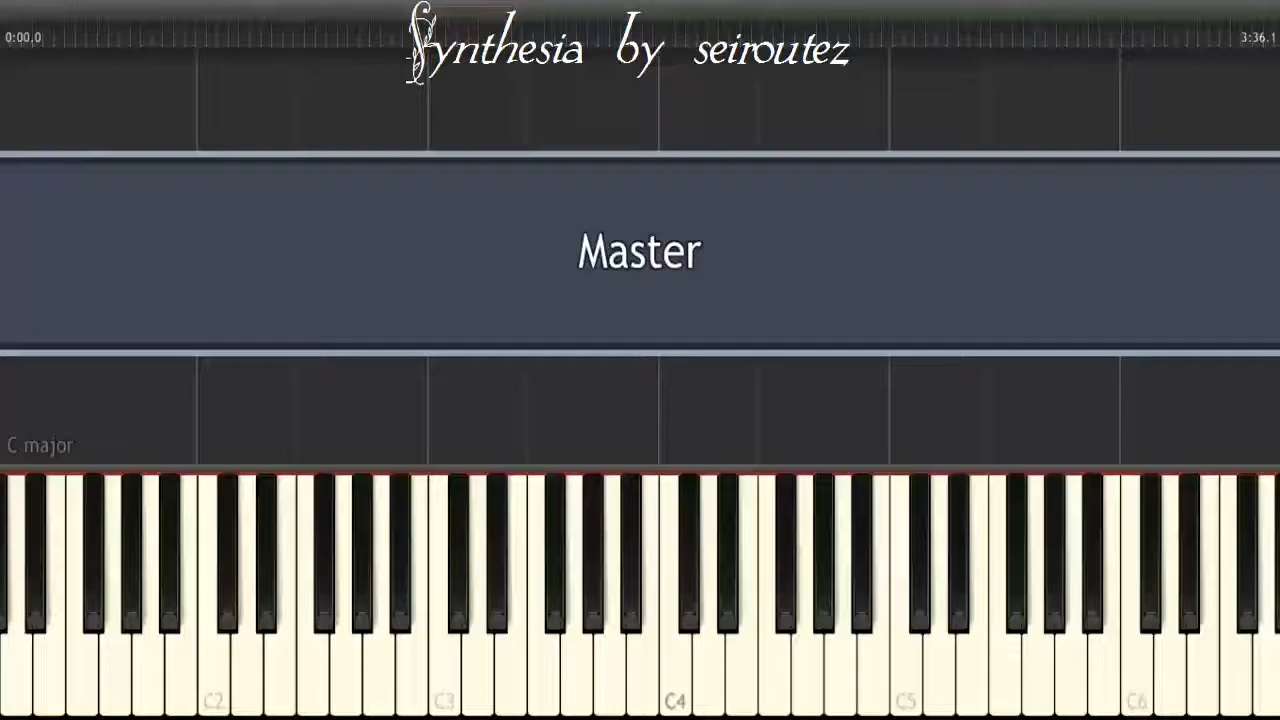 Synthesia by seiroutez
0:00,0
3:36.1
Master
C major
C2 C3 C4 C5 C6